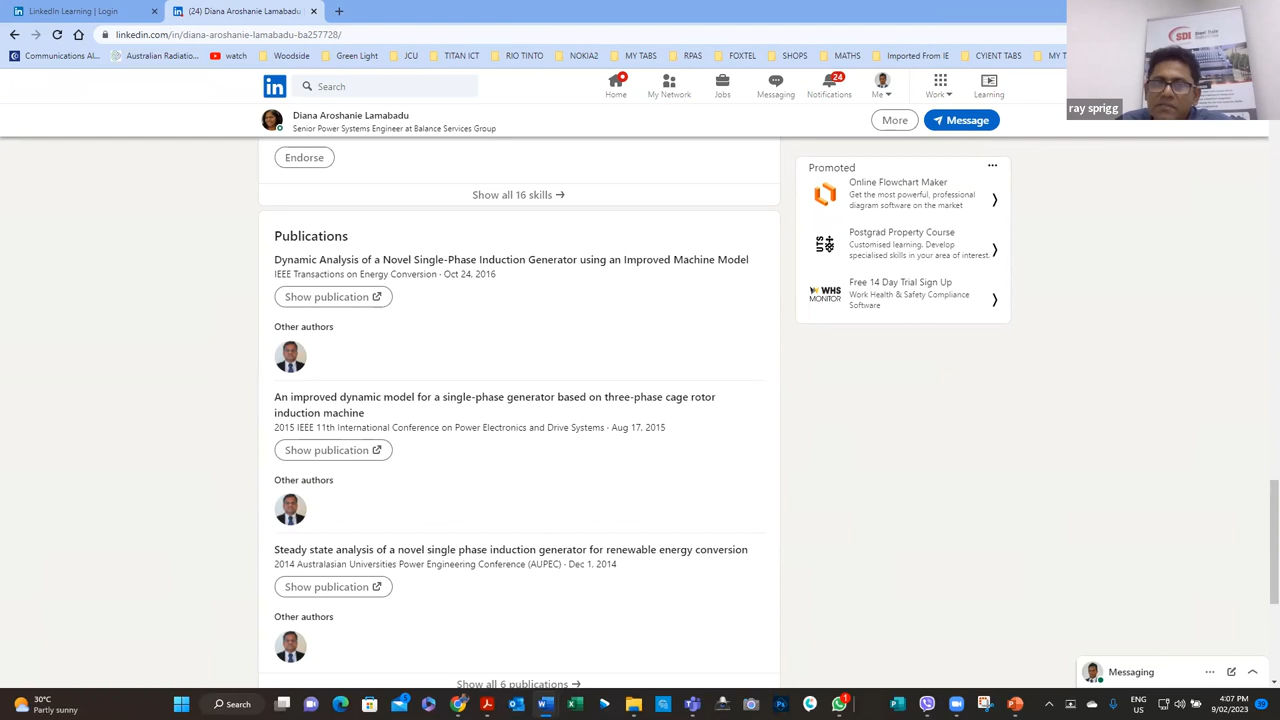 LinkedIn Learning | Login
(24) Diana Aroshanie Lamabadu
linkedin.com/in/diana-aroshanie-lamabadu-ba257728/
Communications Al...
Australian Radiatio...
watch
Woodside
Green Light
JCU
TITAN ICT
RIO TINTO
NOKIA2
MY TABS
RPAS
FOXTEL
SHOPS
MATHS
Imported From IE
CYIENT TABS
MY T
SDI
ray sprigg
in
Search
Home
My Network
Jobs
Messaging
24
Notifications
Me
Work
Learning
Diana Aroshanie Lamabadu
Senior Power Systems Engineer at Balance Services Group
More
Message
Endorse
Show all 16 skills →
Publications
Dynamic Analysis of a Novel Single-Phase Induction Generator using an Improved Machine Model
IEEE Transactions on Energy Conversion · Oct 24, 2016
Show publication
Other authors
An improved dynamic model for a single-phase generator based on three-phase cage rotor
induction machine
2015 IEEE 11th International Conference on Power Electronics and Drive Systems · Aug 17, 2015
Show publication
Other authors
Steady state analysis of a novel single phase induction generator for renewable energy conversion
2014 Australasian Universities Power Engineering Conference (AUPEC) · Dec 1, 2014
Show publication
Other authors
Show all 6 publications →
Promoted
Online Flowchart Maker
Get the most powerful, professional
diagram software on the market
UTS
Postgrad Property Course
Customised learning. Develop
specialised skills in your area of interest.
WHS
MONITOR
Free 14 Day Trial Sign Up
Work Health & Safety Compliance
Software
Messaging
30°C
Partly sunny
Search
1
ENG
US
4:07 PM
9/02/2023